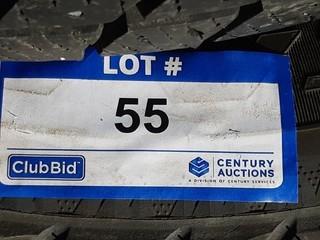 LOT #
55
ClubBid
CENTURY
AUCTIONS
A DIVISION OF CENTURY SERVICES